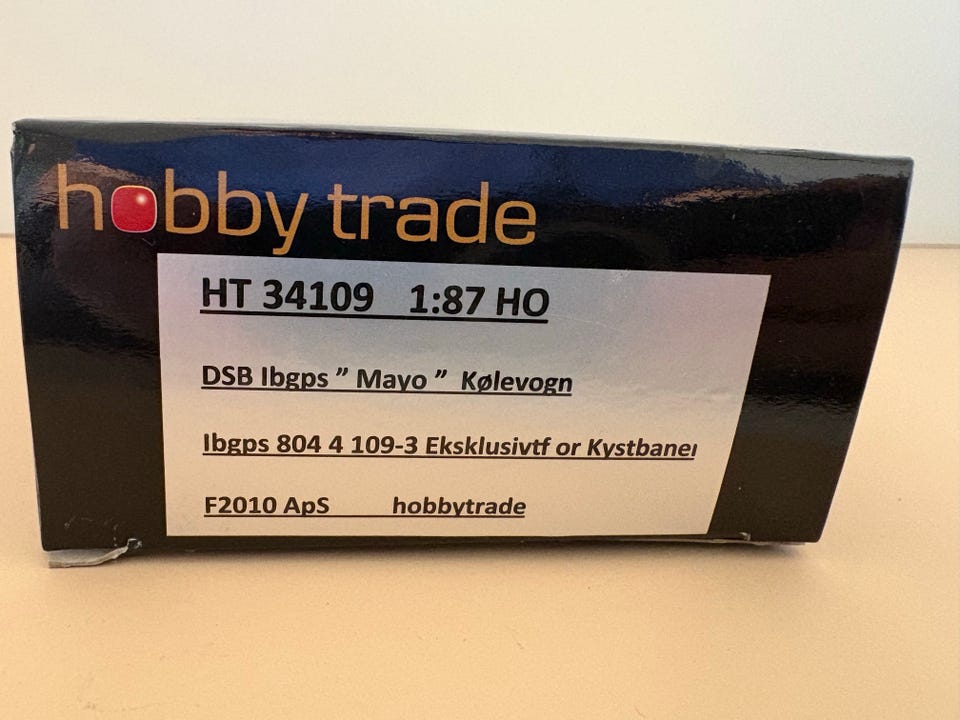 hobby trade
HT 34109 1:87 HO
DSB Ibgps ” Mayo ” Kølevogn
Ibgps 804 4 109-3 Eksklusivtf or Kystbanen
F2010 ApS hobbytrade